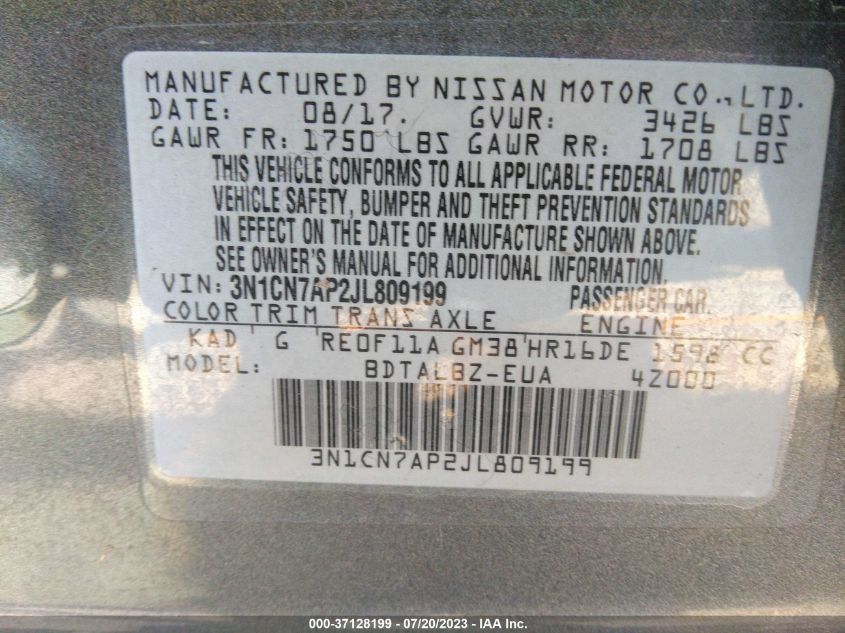 MANUFACTURED BY NISSAN MOTOR CO., LTD.
DATE: 08/17. GVWR: 3426 LBS
GAWR FR: 1750 LBS GAWR RR: 1708 LBS
THIS VEHICLE CONFORMS TO ALL APPLICABLE FEDERAL MOTOR
VEHICLE SAFETY, BUMPER AND THEFT PREVENTION STANDARDS
IN EFFECT ON THE DATE OF MANUFACTURE SHOWN ABOVE.
SEE OWNER'S MANUAL FOR ADDITIONAL INFORMATION.
VIN: 3N1CN7AP2JL809199 PASSENGER CAR.
COLOR TRIM TRANS AXLE ENGINE
KAD G RE0F11A GM38 HR16DE 1598 CC
MODEL: BDTALBZ-EUA 4Z000
3N1CN7AP2JL809199
000-37128199 - 07/20/2023 - IAA Inc.